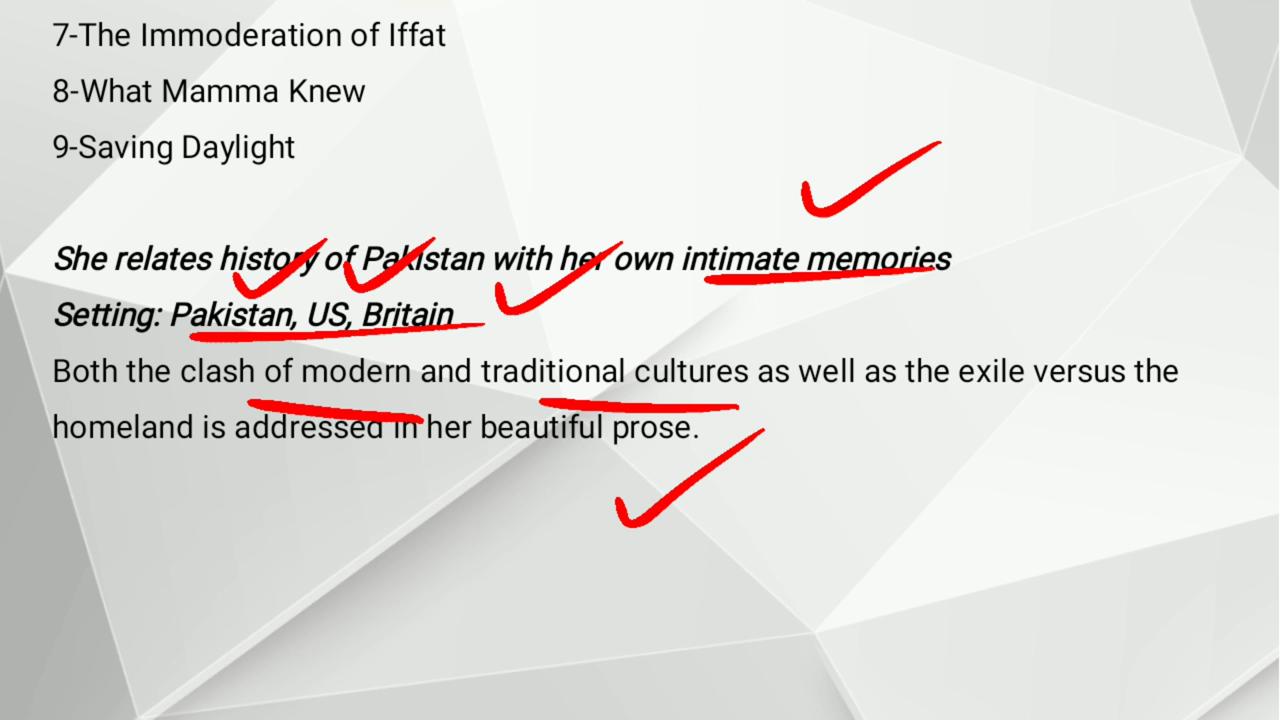 7-The Immoderation of Iffat
8-What Mamma Knew
9-Saving Daylight
She relates history of Pakistan with her own intimate memories
Setting: Pakistan, US, Britain
Both the clash of modern and traditional cultures as well as the exile versus the
homeland is addressed in her beautiful prose.